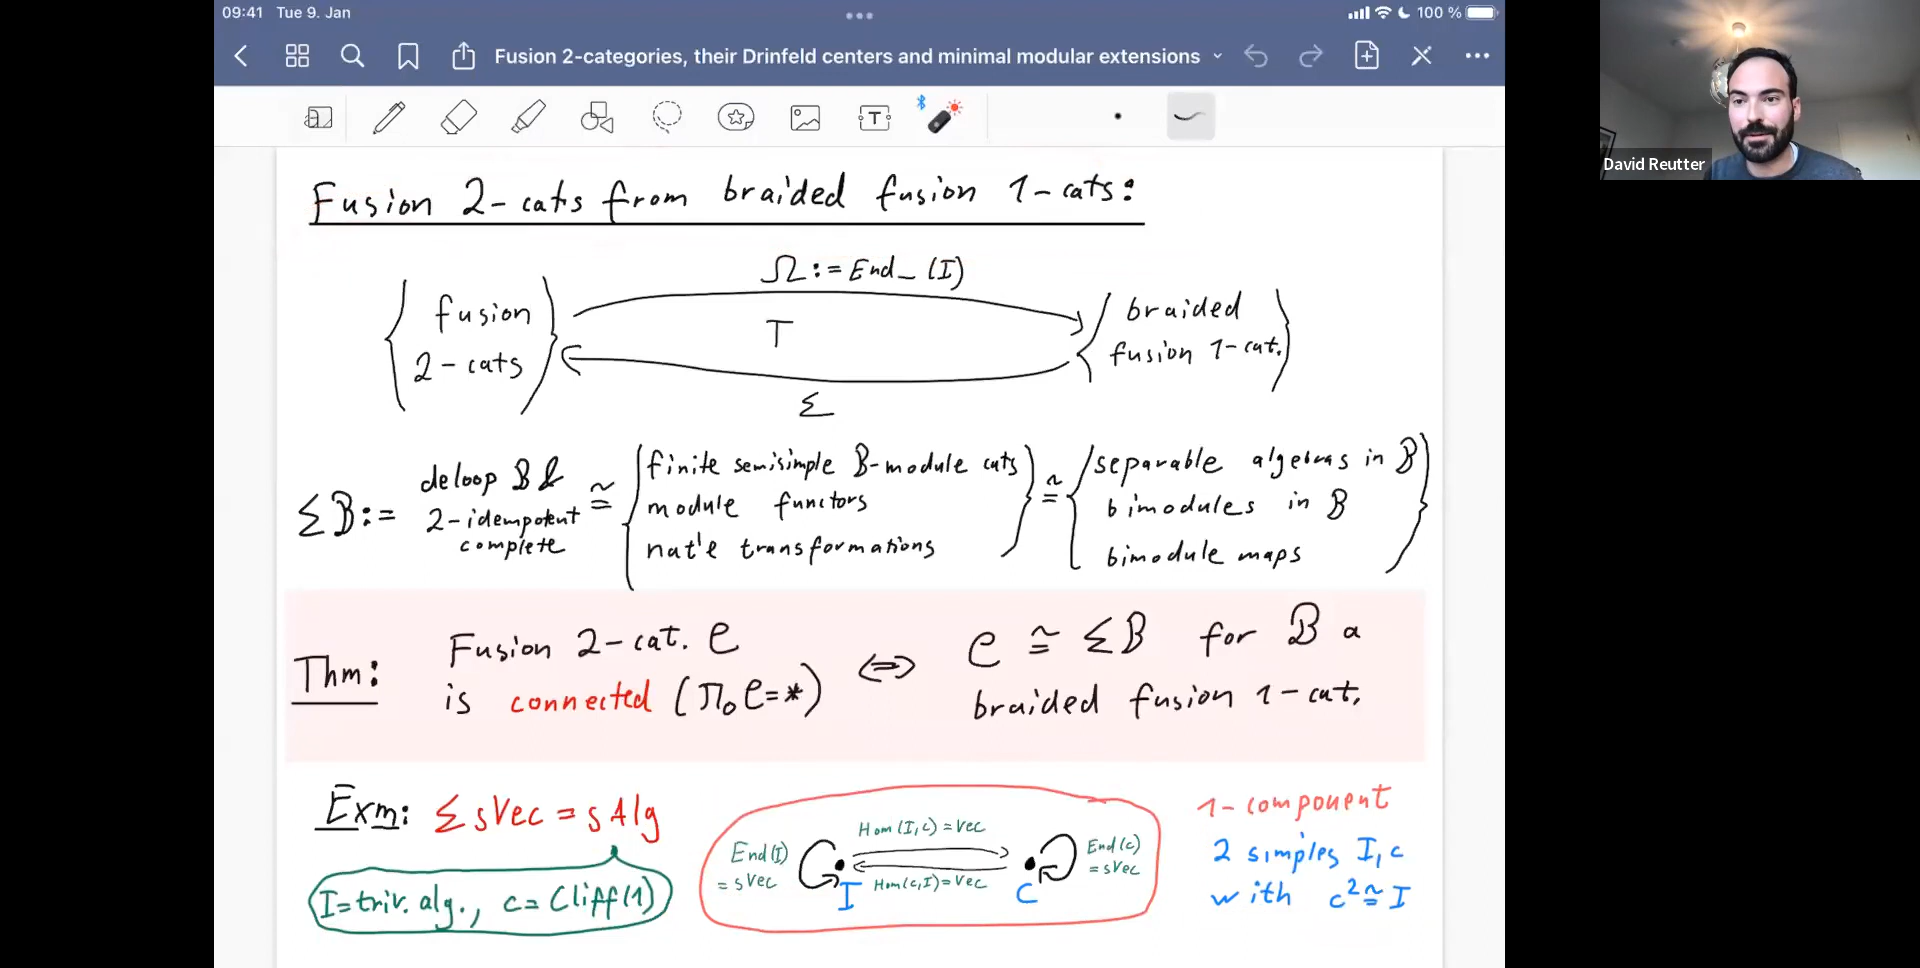 09:41 Tue 9. Jan
100 %
Fusion 2-categories, their Drinfeld centers and minimal modular extensions
David Reutter
Fusion 2-cats from braided fusion 1-cats:
Ω := End_(I)
{ fusion 2-cats }
⊤
{ braided fusion 1-cat. }
Σ
ΣB := deloop B & 2-idempotent complete ≅ { finite semisimple B-module cats
module functors
nat'l transformations } ≅ { separable algebras in B
bimodules in B
bimodule maps }
Thm: Fusion 2-cat. C is connected (π₀C=*) ⇔ C ≅ ΣB for B a braided fusion 1-cat.
Exm: ΣsVec = sAlg
I=triv. alg., c=Cliff(1)
End(I) = sVec
Hom(I,c)=Vec
Hom(c,I)=Vec
End(c) = sVec
I
C
1-component
2 simples I,c
with c²≅I